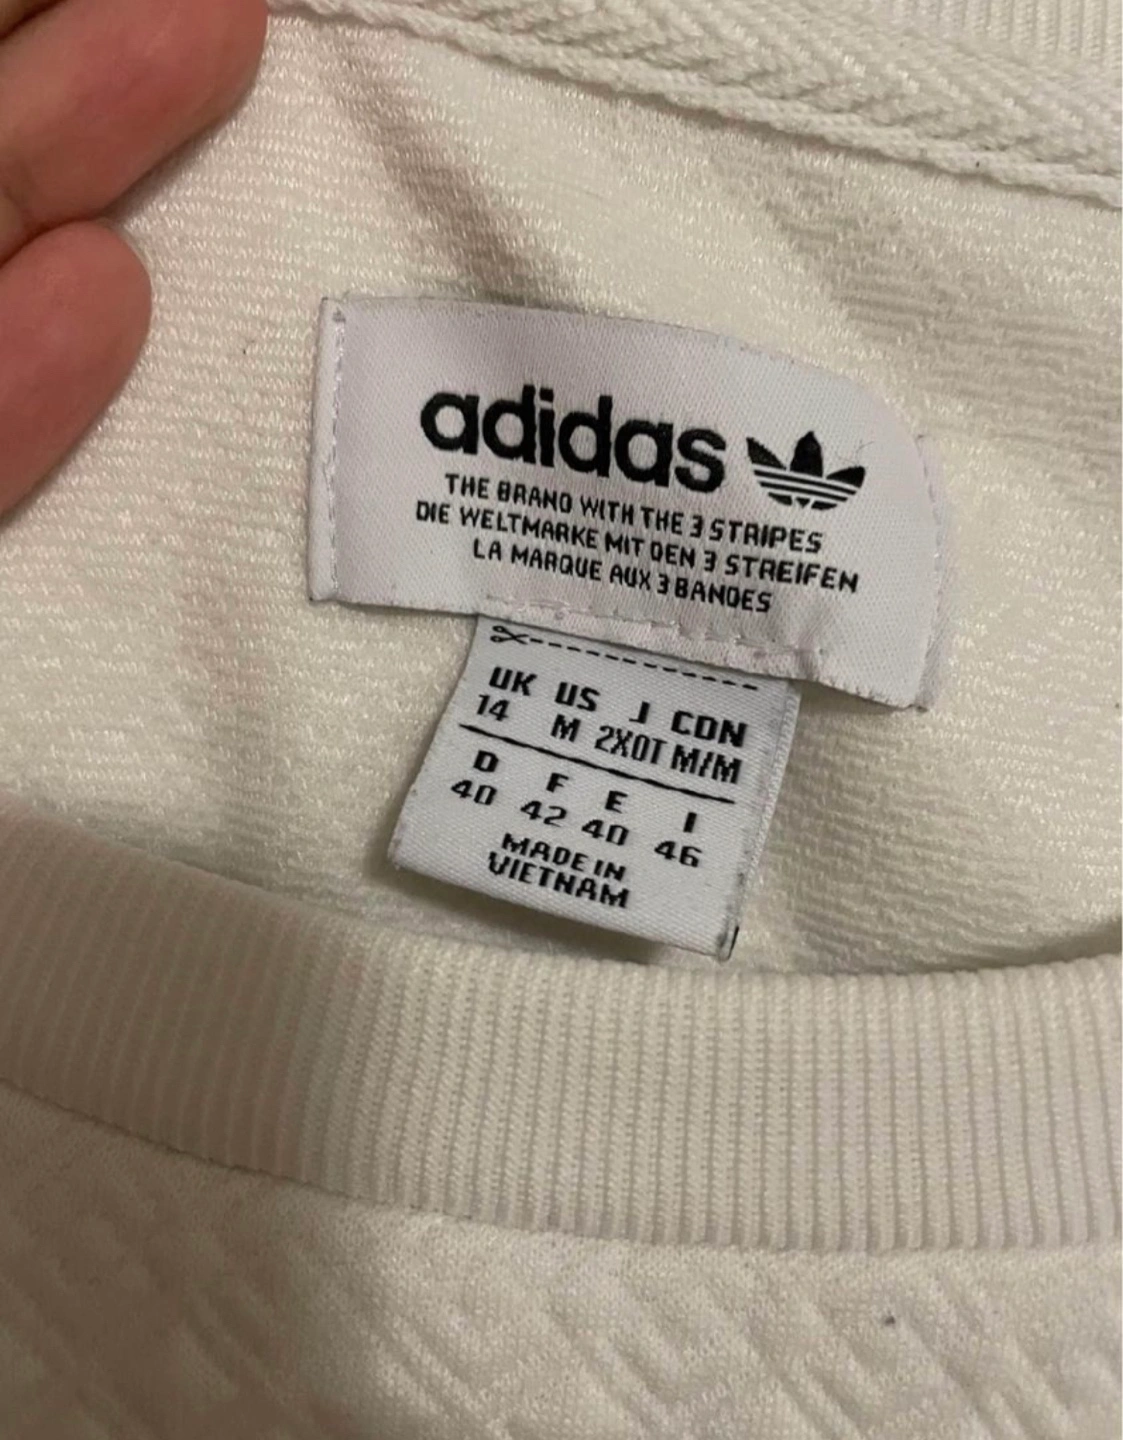 adidas
THE BRAND WITH THE 3 STRIPES
DIE WELTMARKE MIT DEN 3 STREIFEN
LA MARQUE AUX 3 BANDES
UK US J CDN
14 M 2XOT M/M
D F E I
40 42 40 46
MADE IN
VIETNAM